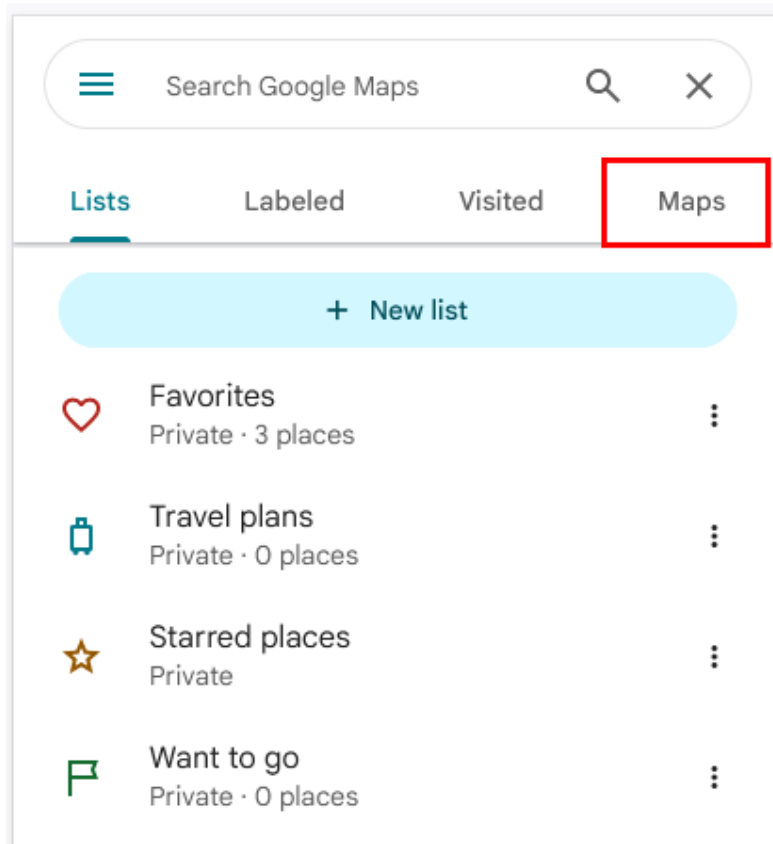 Search Google Maps
Lists Labeled Visited Maps
+ New list
Favorites
Private · 3 places
Travel plans
Private · 0 places
Starred places
Private
Want to go
Private · 0 places